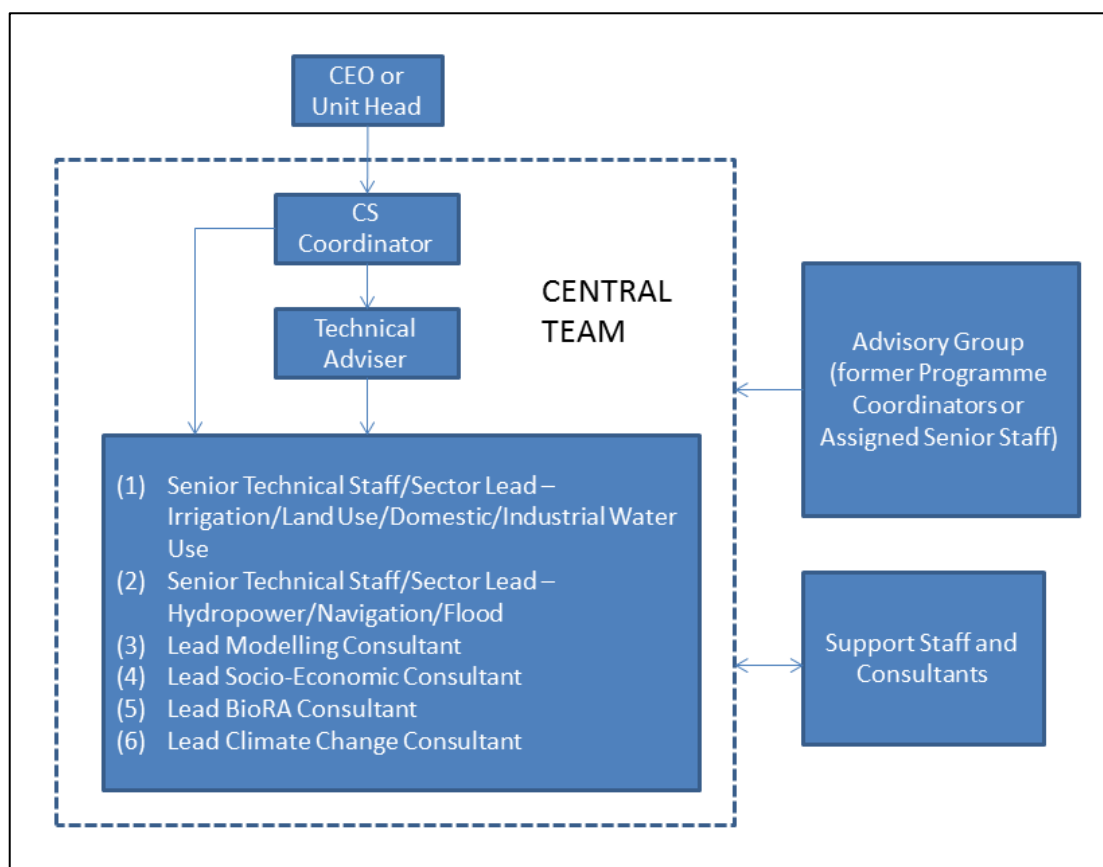 CEO or
Unit Head
CS
Coordinator
Technical
Adviser
CENTRAL
TEAM
(1) Senior Technical Staff/Sector Lead –
Irrigation/Land Use/Domestic/Industrial Water
Use
(2) Senior Technical Staff/Sector Lead –
Hydropower/Navigation/Flood
(3) Lead Modelling Consultant
(4) Lead Socio-Economic Consultant
(5) Lead BioRA Consultant
(6) Lead Climate Change Consultant
Advisory Group
(former Programme
Coordinators or
Assigned Senior Staff)
Support Staff and
Consultants